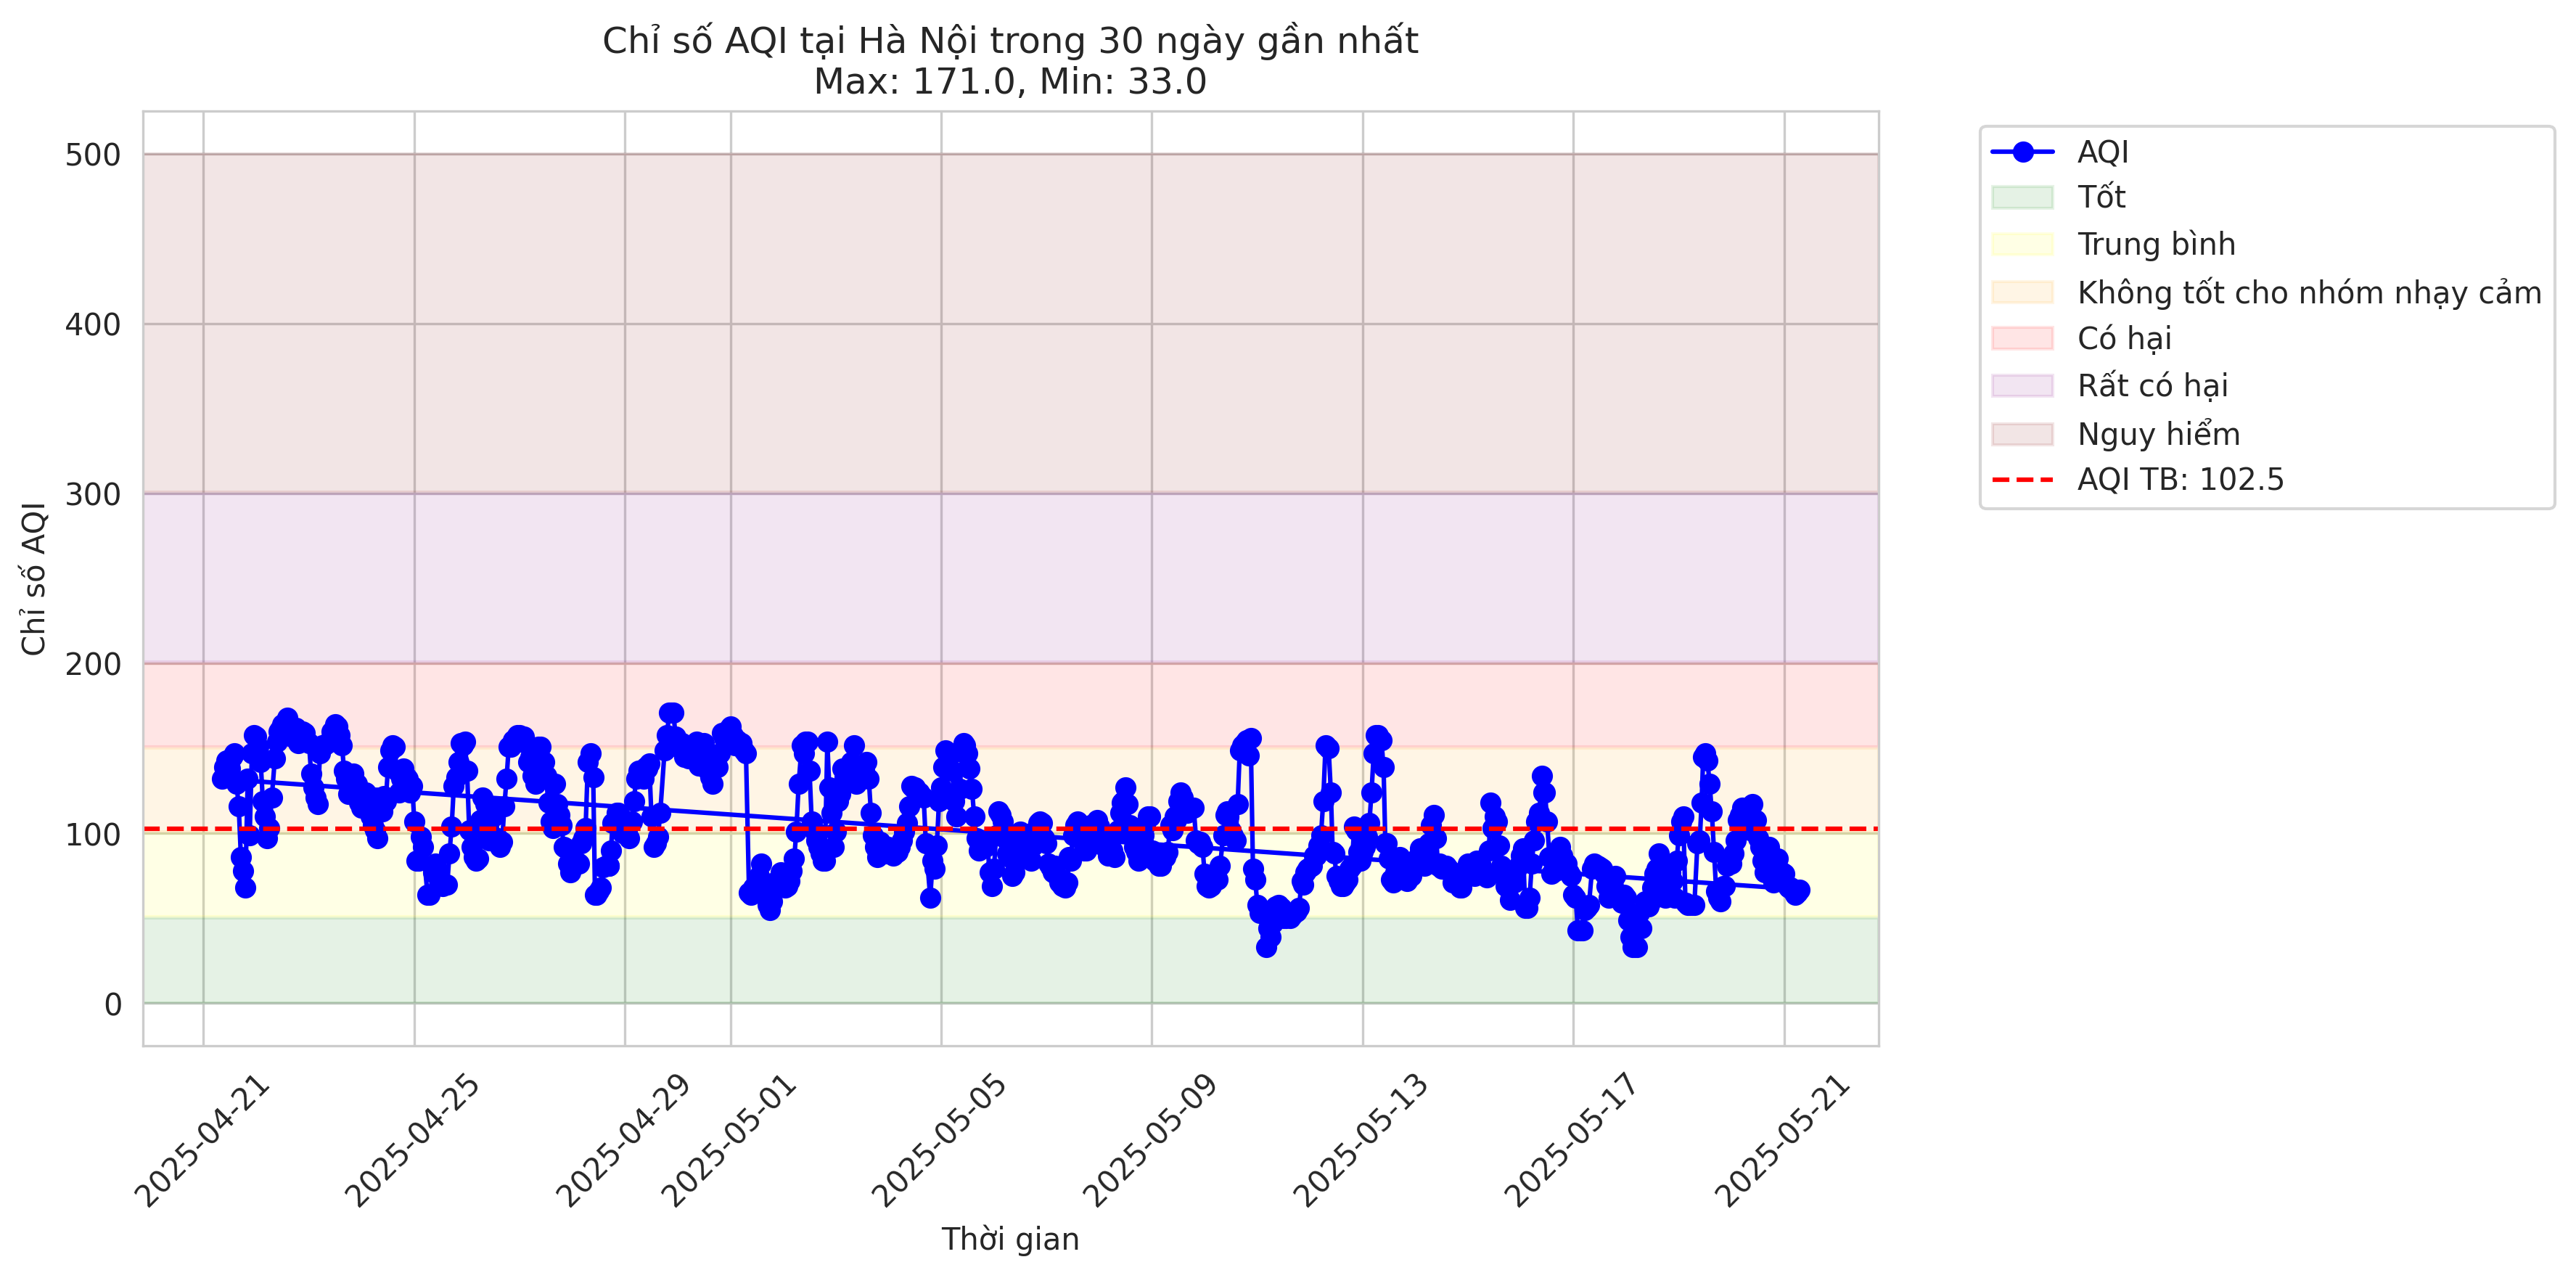 Chỉ số AQI tại Hà Nội trong 30 ngày gần nhất
Max: 171.0, Min: 33.0
Chỉ số AQI
500
400
300
200
100
0
2025-04-21
2025-04-25
2025-04-29
2025-05-01
2025-05-05
2025-05-09
2025-05-13
2025-05-17
2025-05-21
Thời gian
AQI
Tốt
Trung bình
Không tốt cho nhóm nhạy cảm
Có hại
Rất có hại
Nguy hiểm
AQI TB: 102.5